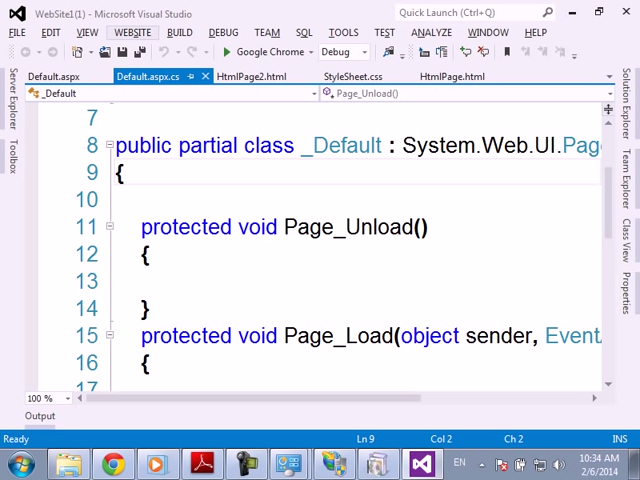 WebSite1(1) - Microsoft Visual Studio
Quick Launch (Ctrl+Q)
FILE EDIT VIEW WEBSITE BUILD DEBUG TEAM SQL TOOLS TEST ARCHITECTURE ANALYZE WINDOW HELP
Google Chrome Debug
Default.aspx Default.aspx.cs HtmlPage2.html StyleSheet.css HtmlPage.html
_Default Page_Unload()
Server Explorer
Toolbox
7
8 public partial class _Default : System.Web.UI.Page
9 {
10
11 protected void Page_Unload()
12 {
13
14 }
15 protected void Page_Load(object sender, EventA
16 {
17
Solution Explorer
Team Explorer
Class View
Properties
100 %
Output
Ready Ln 9 Col 2 Ch 2 INS
EN 10:34 AM
2/6/2014